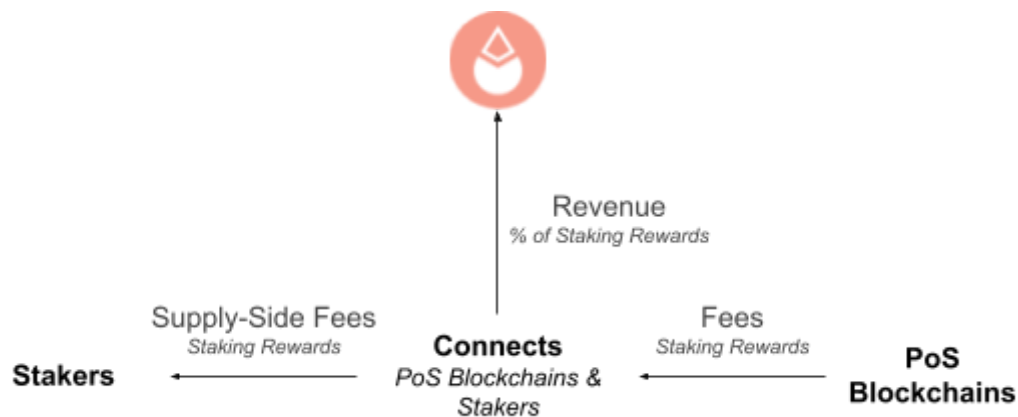 Revenue
% of Staking Rewards
Supply-Side Fees
Staking Rewards
Fees
Staking Rewards
Stakers
Connects
PoS Blockchains &
Stakers
PoS
Blockchains